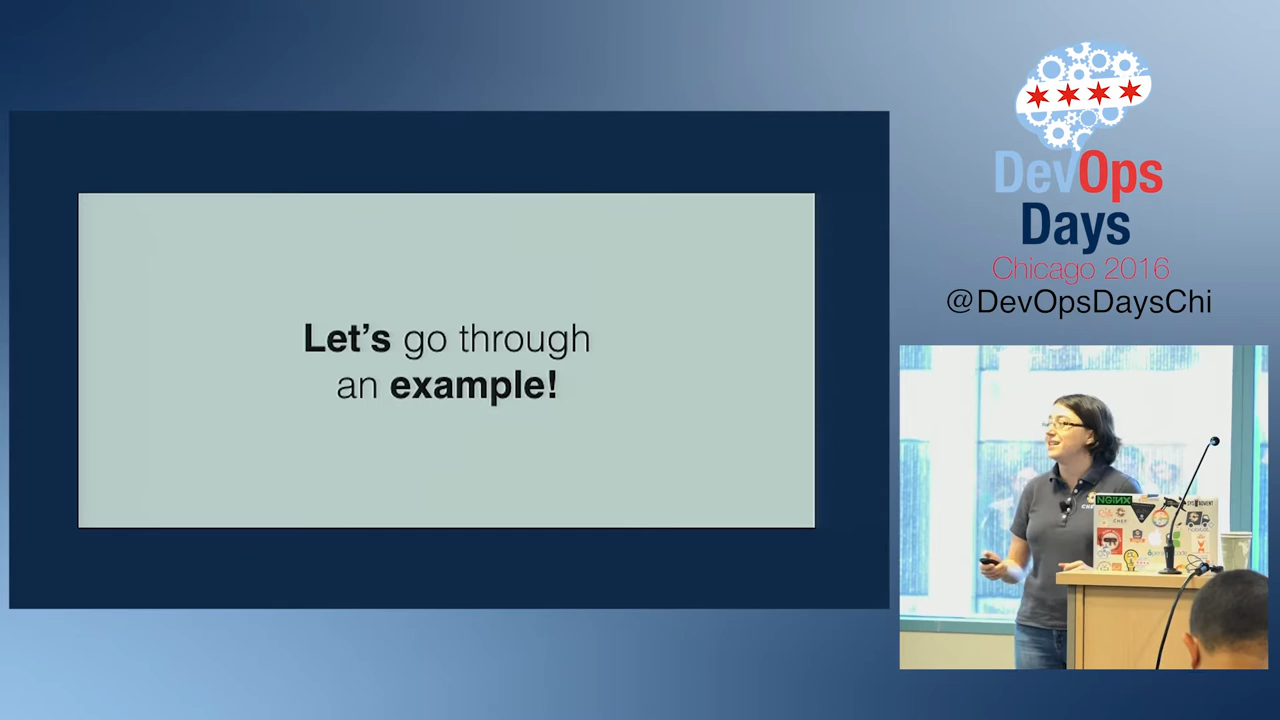 Let's go through
an example!
DevOps
Days
Chicago 2016
@DevOpsDaysChi
NGINX
CHEF